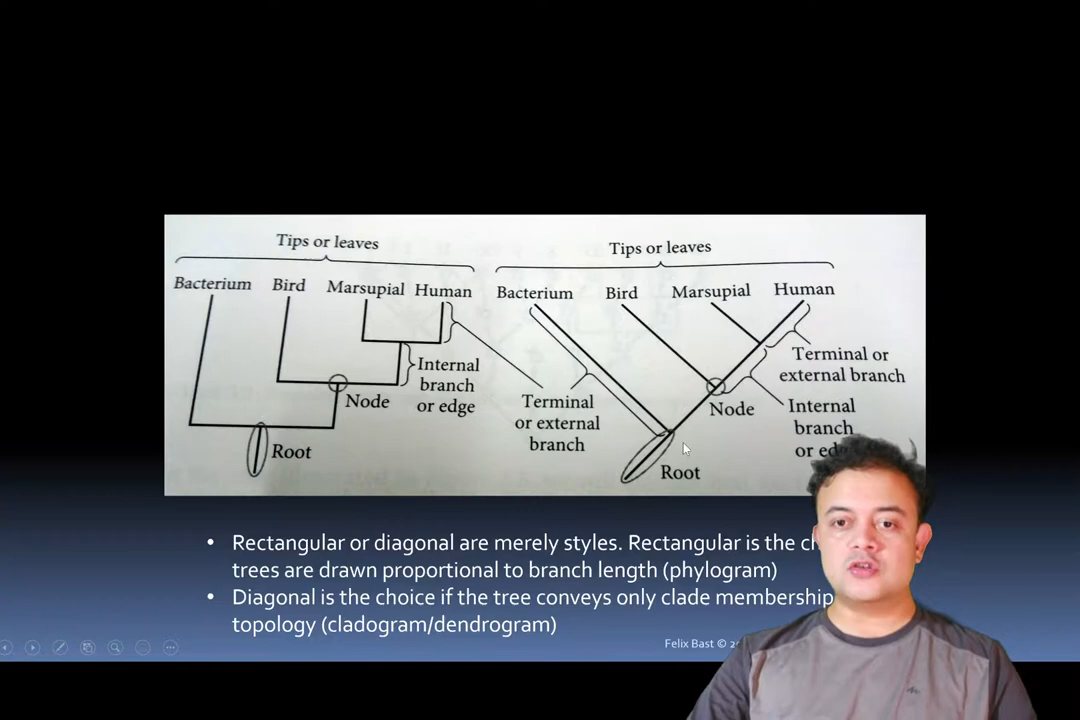 Tips or leaves
Bacterium Bird Marsupial Human
Internal
branch
or edge
Node
Root
Terminal
or external
branch
Tips or leaves
Bacterium Bird Marsupial Human
Terminal or
external branch
Internal
branch
or
Node
Root
• Rectangular or diagonal are merely styles. Rectangular is the
trees are drawn proportional to branch length (phylogram)
• Diagonal is the choice if the tree conveys only clade membership
topology (cladogram/dendrogram)
Felix Bast ©